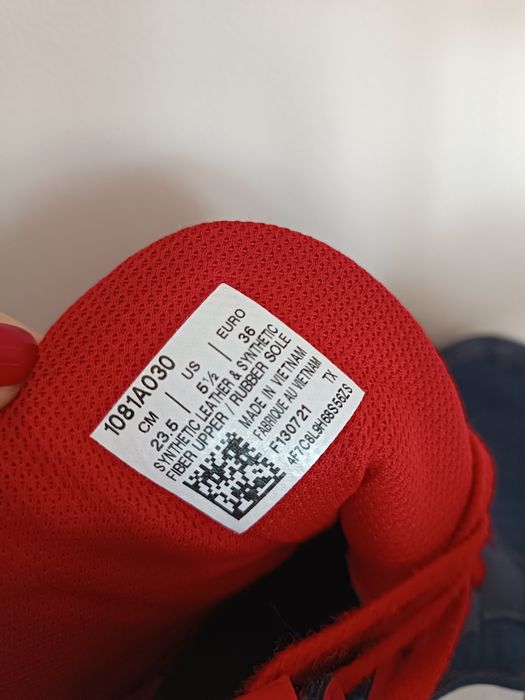 1081A030
CM | US | EURO
23.5 | 5½ | 36
SYNTHETIC LEATHER & SYNTHETIC
FIBER UPPER / RUBBER SOLE
MADE IN VIETNAM
FABRIQUE AU VIETNAM
F130721 TX
4F7C8L9H68S56ZS